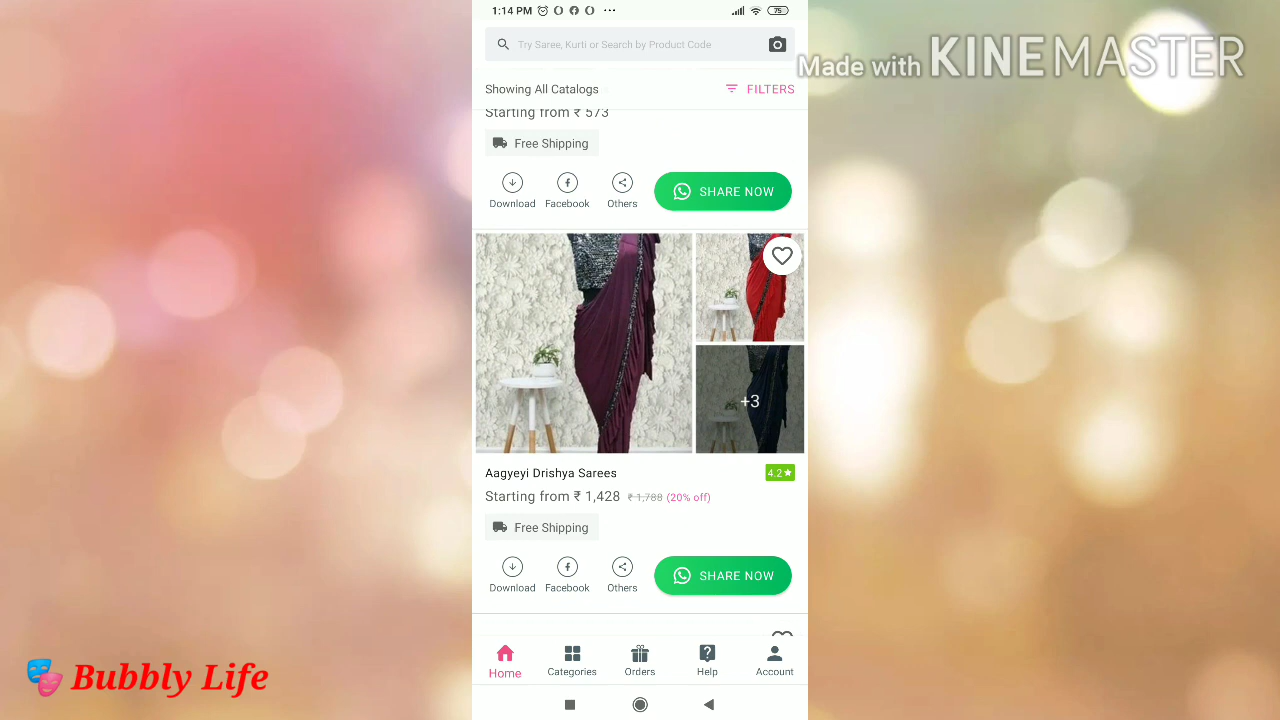 1:14 PM
75
Try Saree, Kurti or Search by Product Code
Made with KINEMASTER
Showing All Catalogs
FILTERS
Starting from ₹ 573
Free Shipping
Download Facebook Others
SHARE NOW
+3
Aagyeyi Drishya Sarees
4.2★
Starting from ₹ 1,428 ₹ 1,788 (20% off)
Free Shipping
Download Facebook Others
SHARE NOW
Home Categories Orders Help Account
Bubbly Life